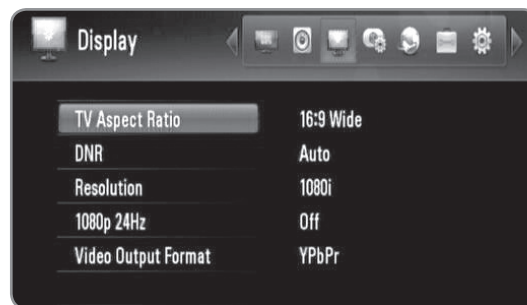 Display
TV Aspect Ratio 16:9 Wide
DNR Auto
Resolution 1080i
1080p 24Hz Off
Video Output Format YPbPr